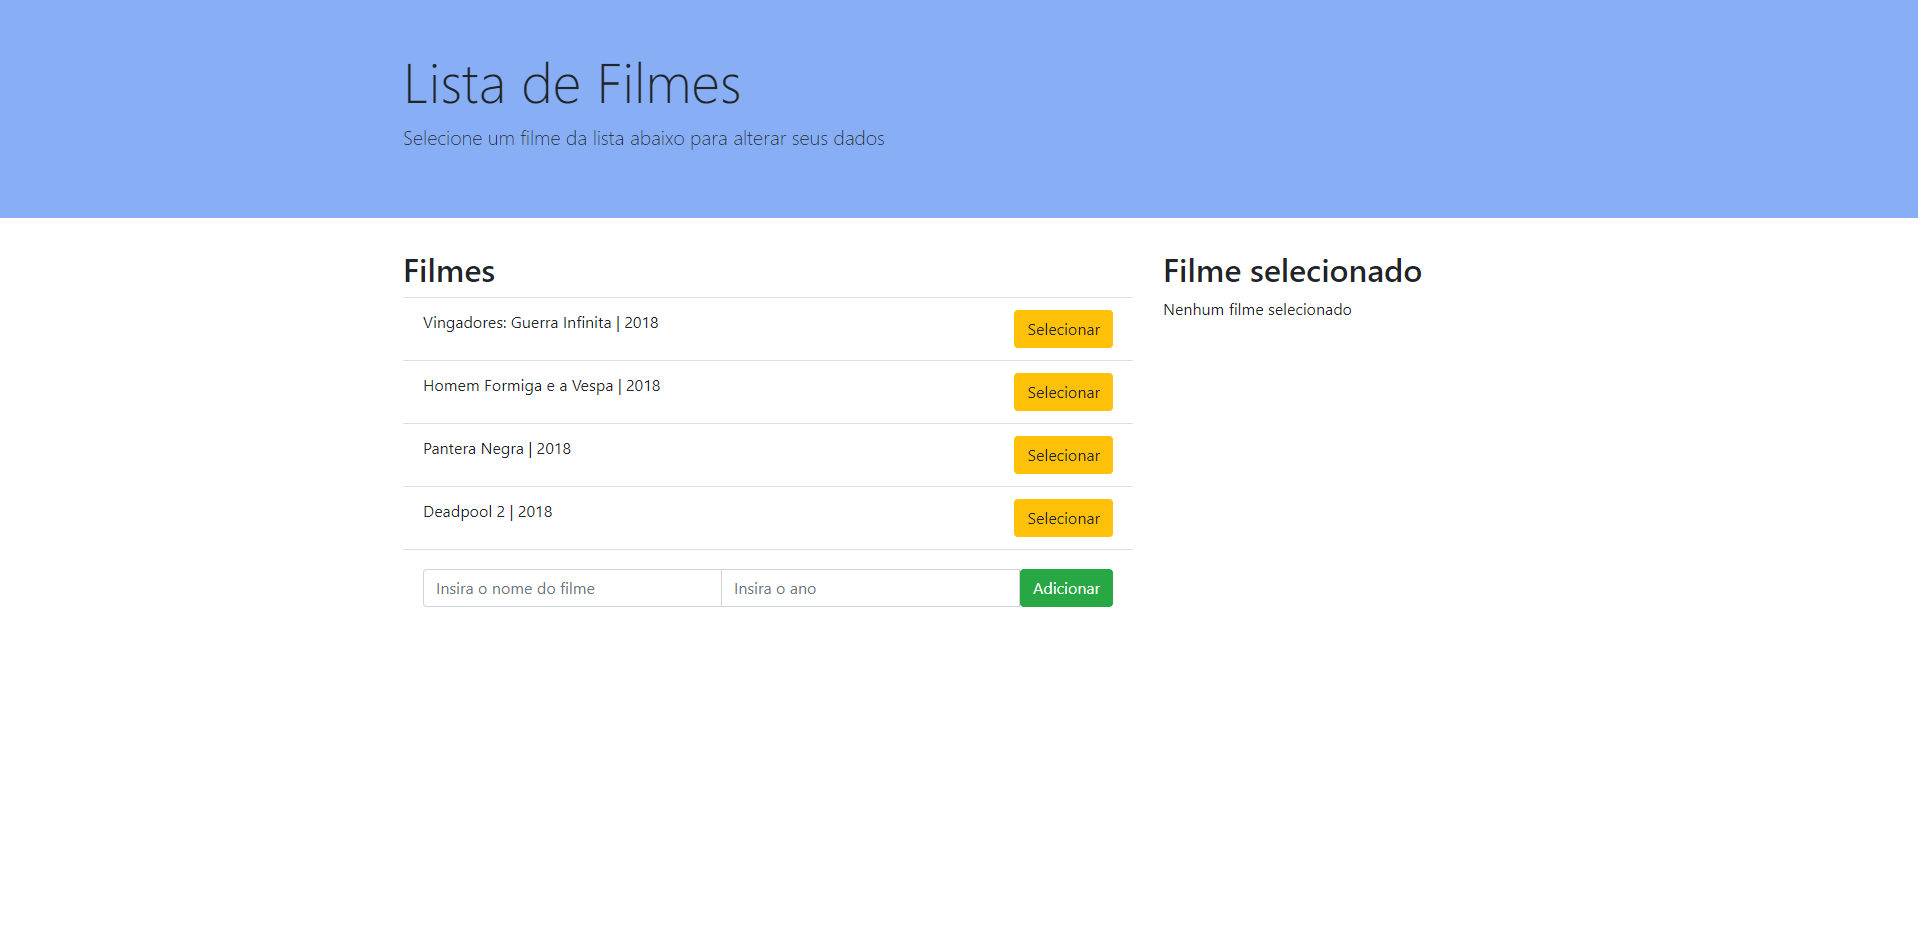 Lista de Filmes
Selecione um filme da lista abaixo para alterar seus dados
Filmes
Vingadores: Guerra Infinita | 2018
Selecionar
Homem Formiga e a Vespa | 2018
Selecionar
Pantera Negra | 2018
Selecionar
Deadpool 2 | 2018
Selecionar
Insira o nome do filme
Insira o ano
Adicionar
Filme selecionado
Nenhum filme selecionado